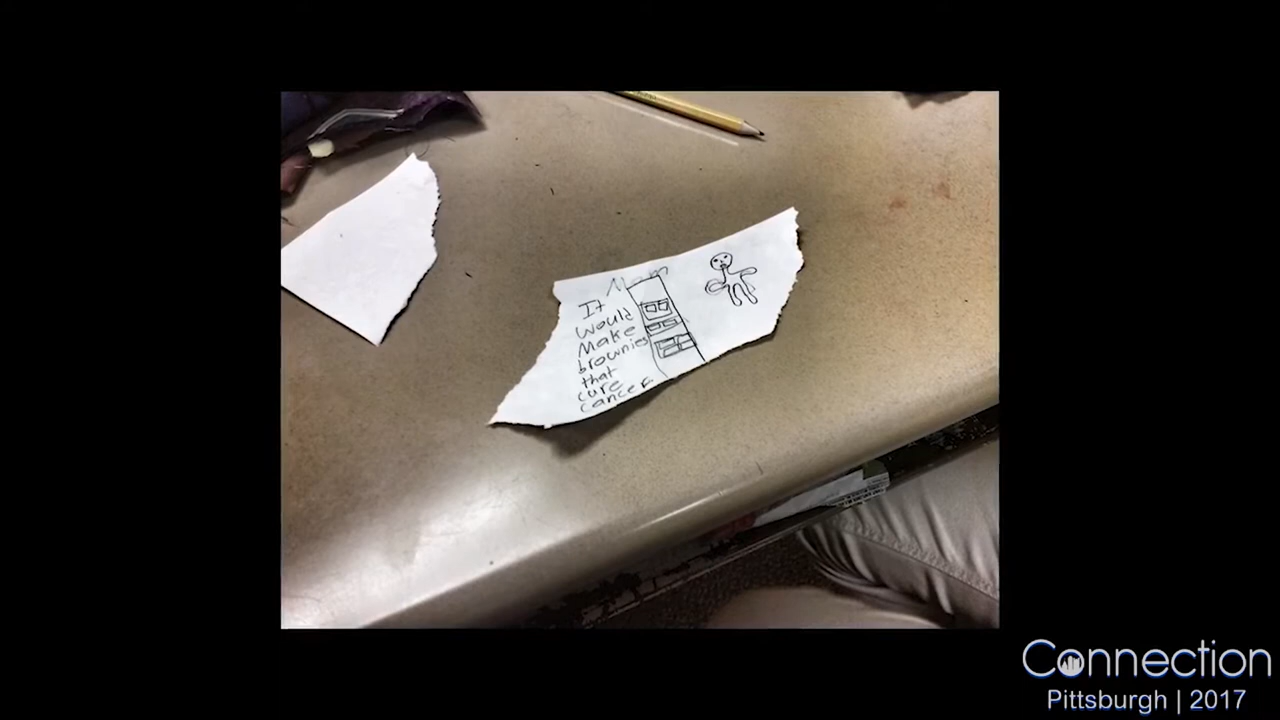 It
would
Make
brownies
that
cure
cancer
Connection
Pittsburgh | 2017